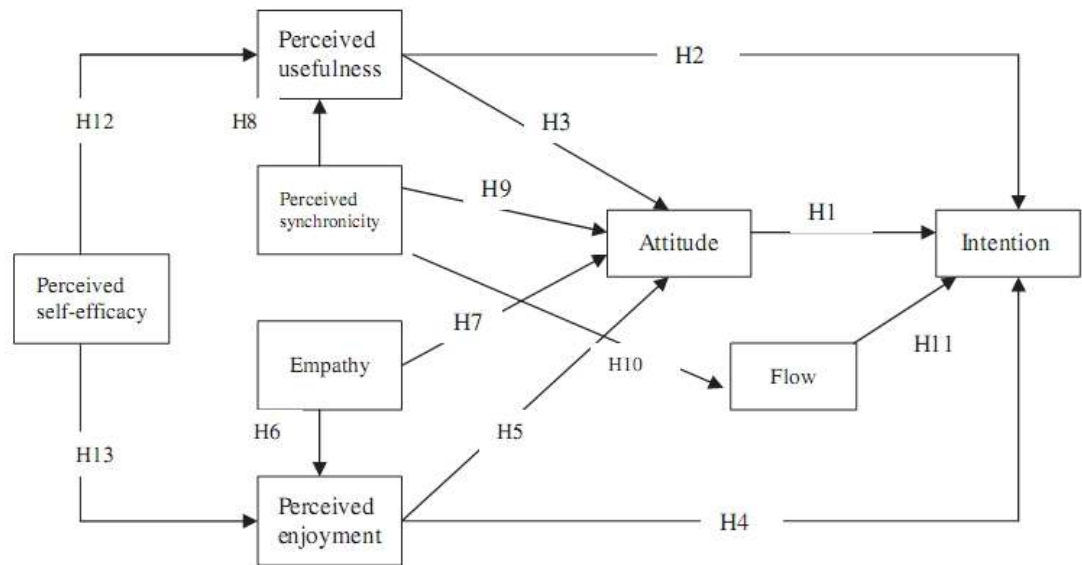 Perceived
usefulness
H2
H12
H8
H3
Perceived
synchronicity
H9
H1
Attitude
Intention
Perceived
self-efficacy
H7
Empathy
H10
Flow
H11
H6
H5
H13
Perceived
enjoyment
H4